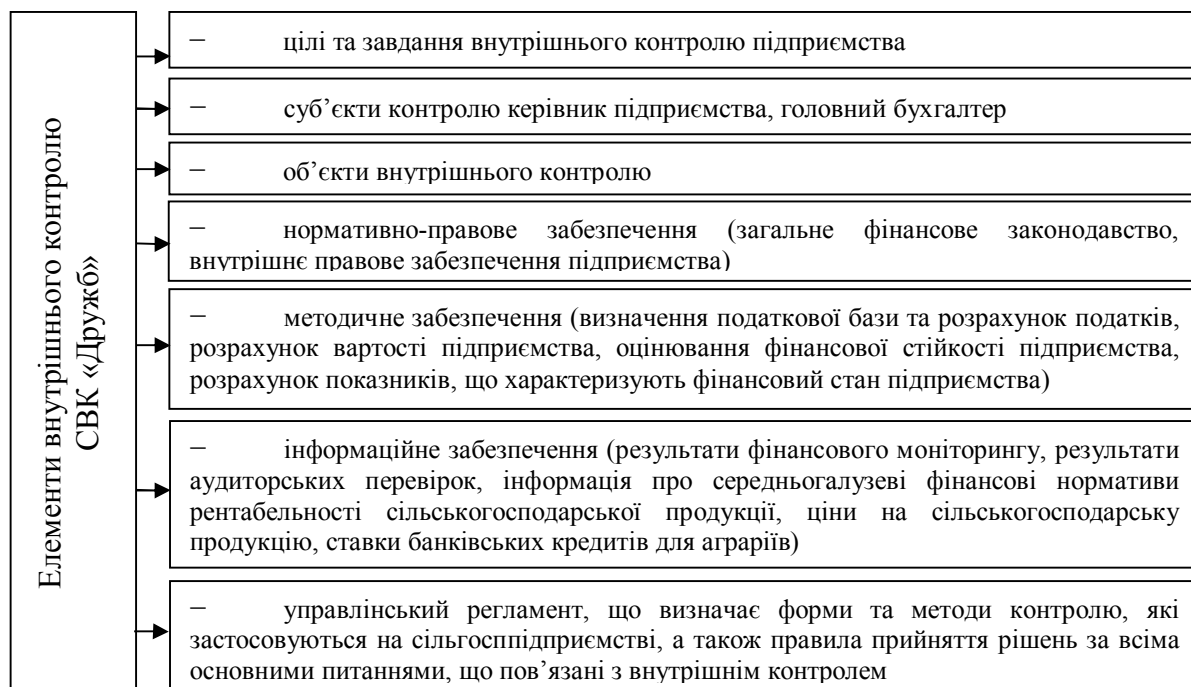 Елементи внутрішнього контролю
СВК «Дружб»
– цілі та завдання внутрішнього контролю підприємства
– суб’єкти контролю керівник підприємства, головний бухгалтер
– об’єкти внутрішнього контролю
– нормативно-правове забезпечення (загальне фінансове законодавство,
внутрішнє правове забезпечення підприємства)
– методичне забезпечення (визначення податкової бази та розрахунок податків,
розрахунок вартості підприємства, оцінювання фінансової стійкості підприємства,
розрахунок показників, що характеризують фінансовий стан підприємства)
– інформаційне забезпечення (результати фінансового моніторингу, результати
аудиторських перевірок, інформація про середньогалузеві фінансові нормативи
рентабельності сільськогосподарської продукції, ціни на сільськогосподарську
продукцію, ставки банківських кредитів для аграріїв)
– управлінський регламент, що визначає форми та методи контролю, які
застосовуються на сільгосппідприємстві, а також правила прийняття рішень за всіма
основними питаннями, що пов’язані з внутрішнім контролем